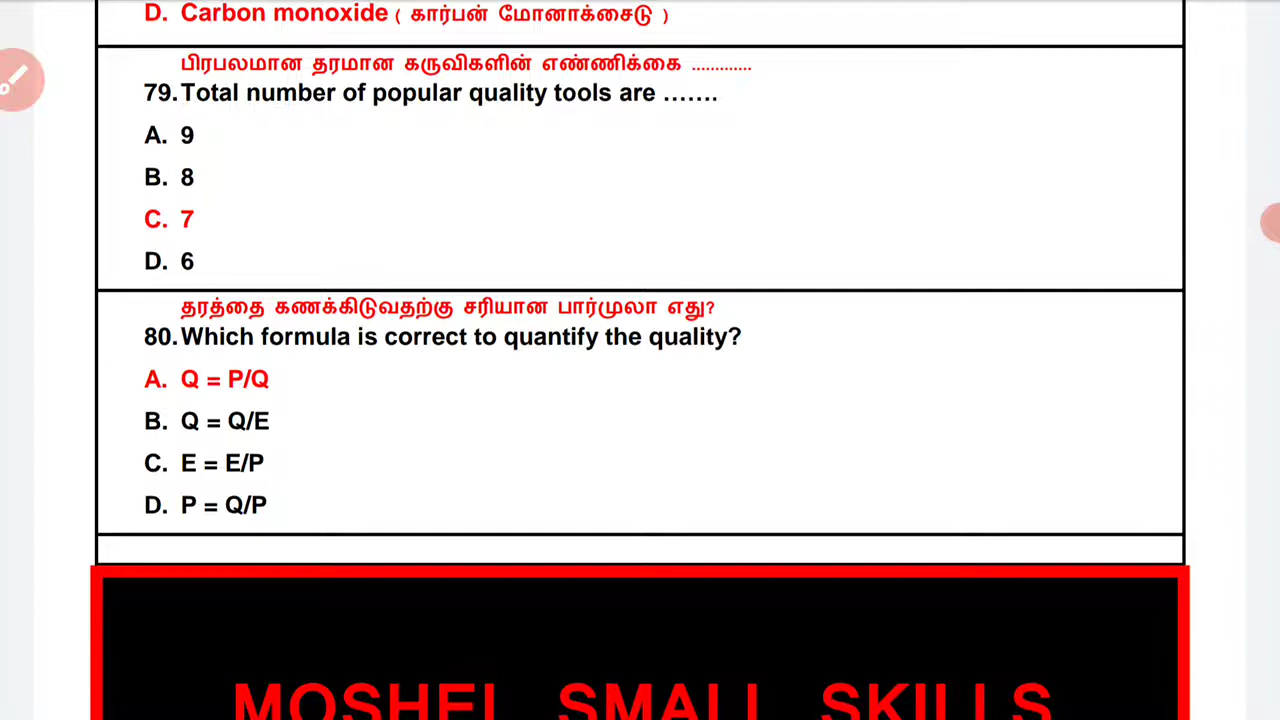 D. Carbon monoxide ( கார்பன் மோனாக்சைடு )
பிரபலமான தரமான கருவிகளின் எண்ணிக்கை .............
79. Total number of popular quality tools are …….
A. 9
B. 8
C. 7
D. 6
தரத்தை கணக்கிடுவதற்கு சரியான பார்முலா எது?
80. Which formula is correct to quantify the quality?
A. Q = P/Q
B. Q = Q/E
C. E = E/P
D. P = Q/P
MOSHEL SMALL SKILLS